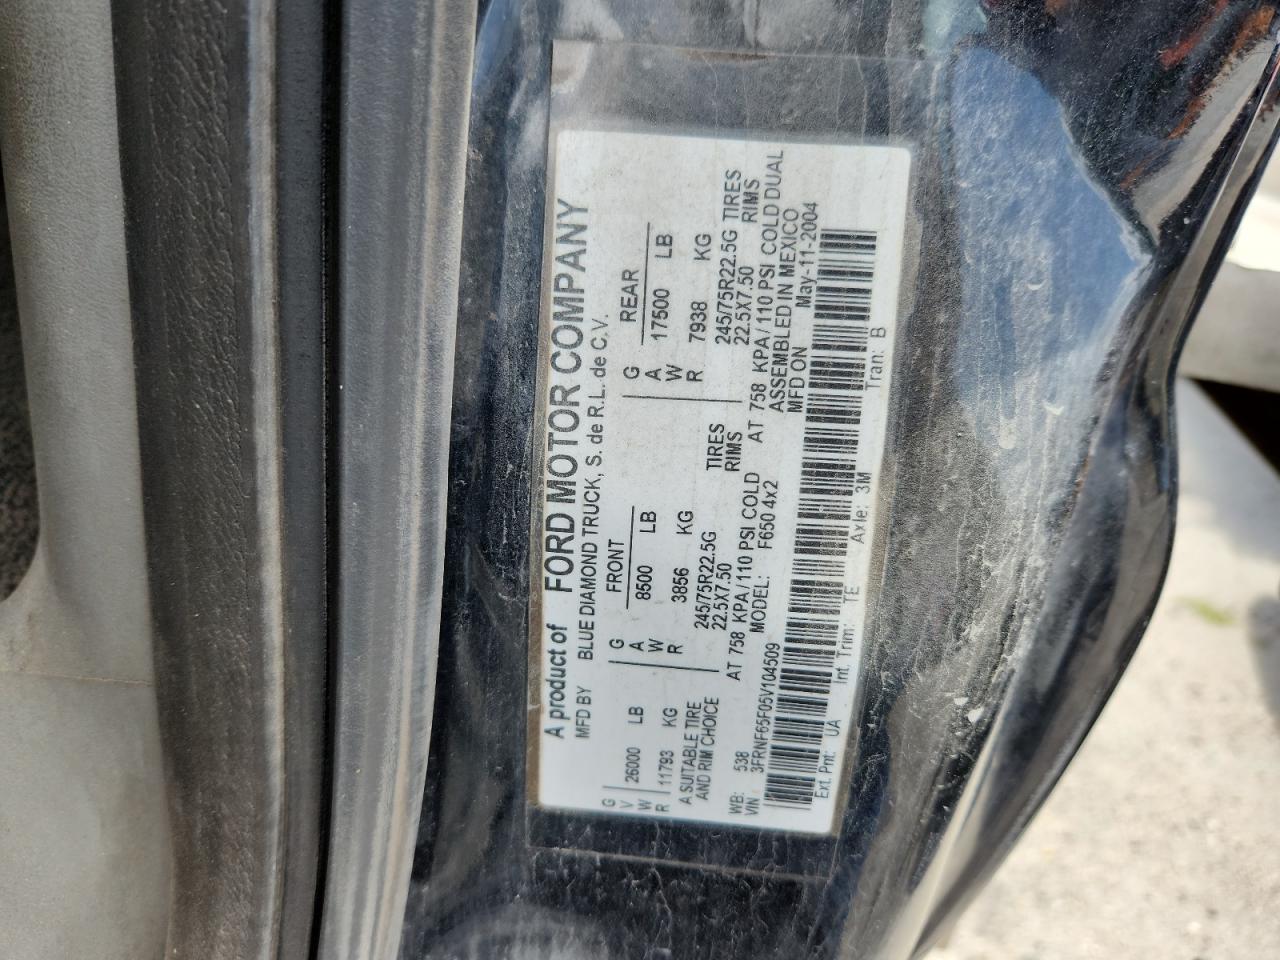 A product of FORD MOTOR COMPANY
MFD BY BLUE DIAMOND TRUCK, S. de R.L. de C.V.
GVWR 26000 LB
11793 KG
A SUITABLE TIRE
AND RIM CHOICE
GAWR FRONT
8500 LB
3856 KG
245/75R22.5G TIRES
22.5X7.50 RIMS
AT 758 KPA/110 PSI COLD
GAWR REAR
17500 LB
7938 KG
245/75R22.5G TIRES
22.5X7.50 RIMS
AT 758 KPA/110 PSI COLD DUAL
WB: 538 MODEL: F650 4x2 ASSEMBLED IN MEXICO
VIN: 3FRNF65F05V104509 MFD ON May-11-2004
Ext. Pnt: UA Int. Trim: TE Axle: 3M Tran: B